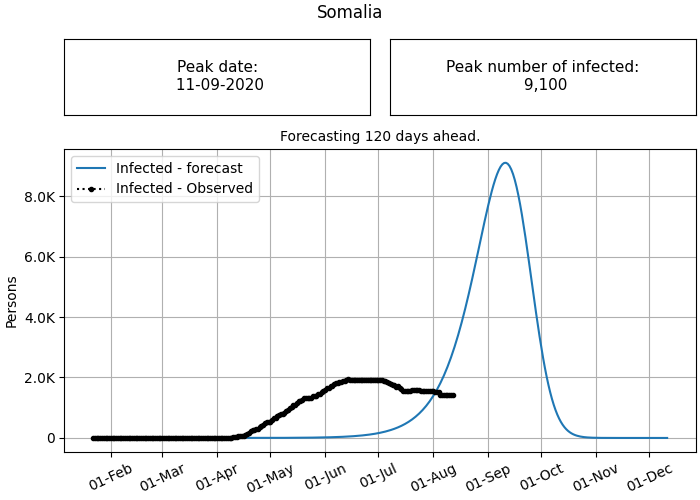 Somalia
Peak date:
11-09-2020
Peak number of infected:
9,100
Forecasting 120 days ahead.
Infected - forecast
Infected - Observed
8.0K
6.0K
4.0K
2.0K
0
Persons
01-Feb
01-Mar
01-Apr
01-May
01-Jun
01-Jul
01-Aug
01-Sep
01-Oct
01-Nov
01-Dec